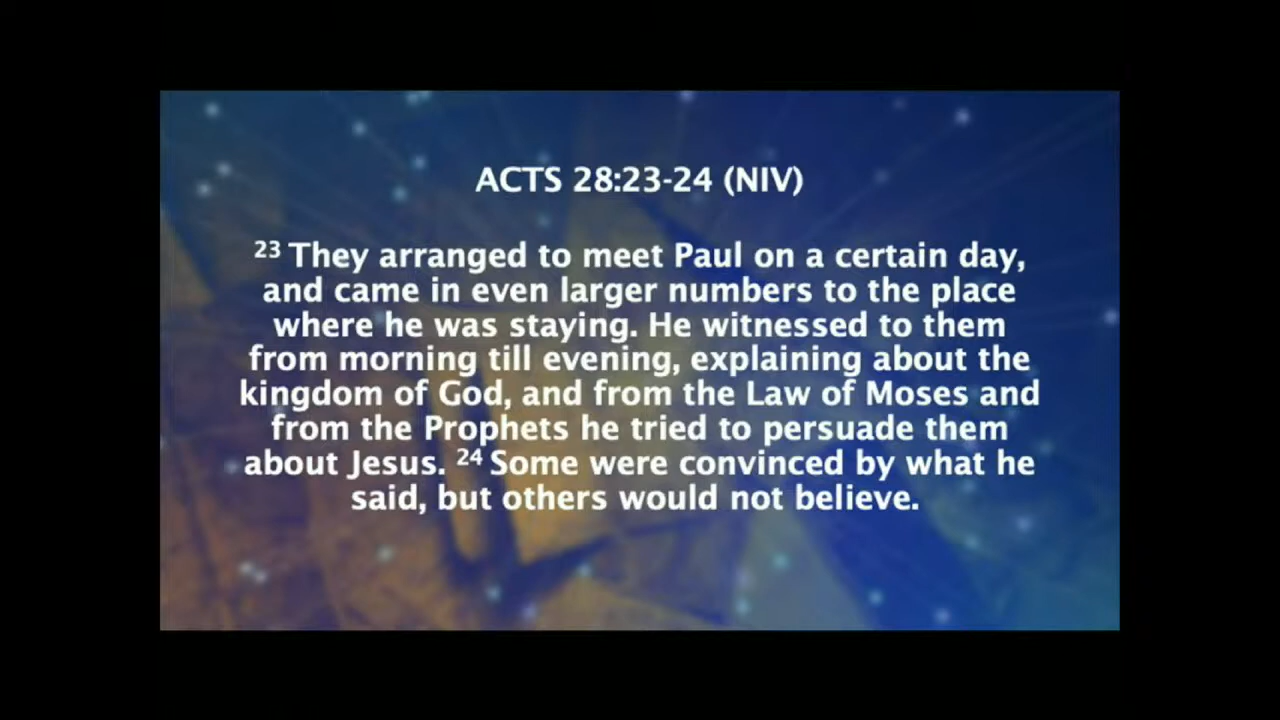 ACTS 28:23-24 (NIV)
23 They arranged to meet Paul on a certain day,
and came in even larger numbers to the place
where he was staying. He witnessed to them
from morning till evening, explaining about the
kingdom of God, and from the Law of Moses and
from the Prophets he tried to persuade them
about Jesus. 24 Some were convinced by what he
said, but others would not believe.